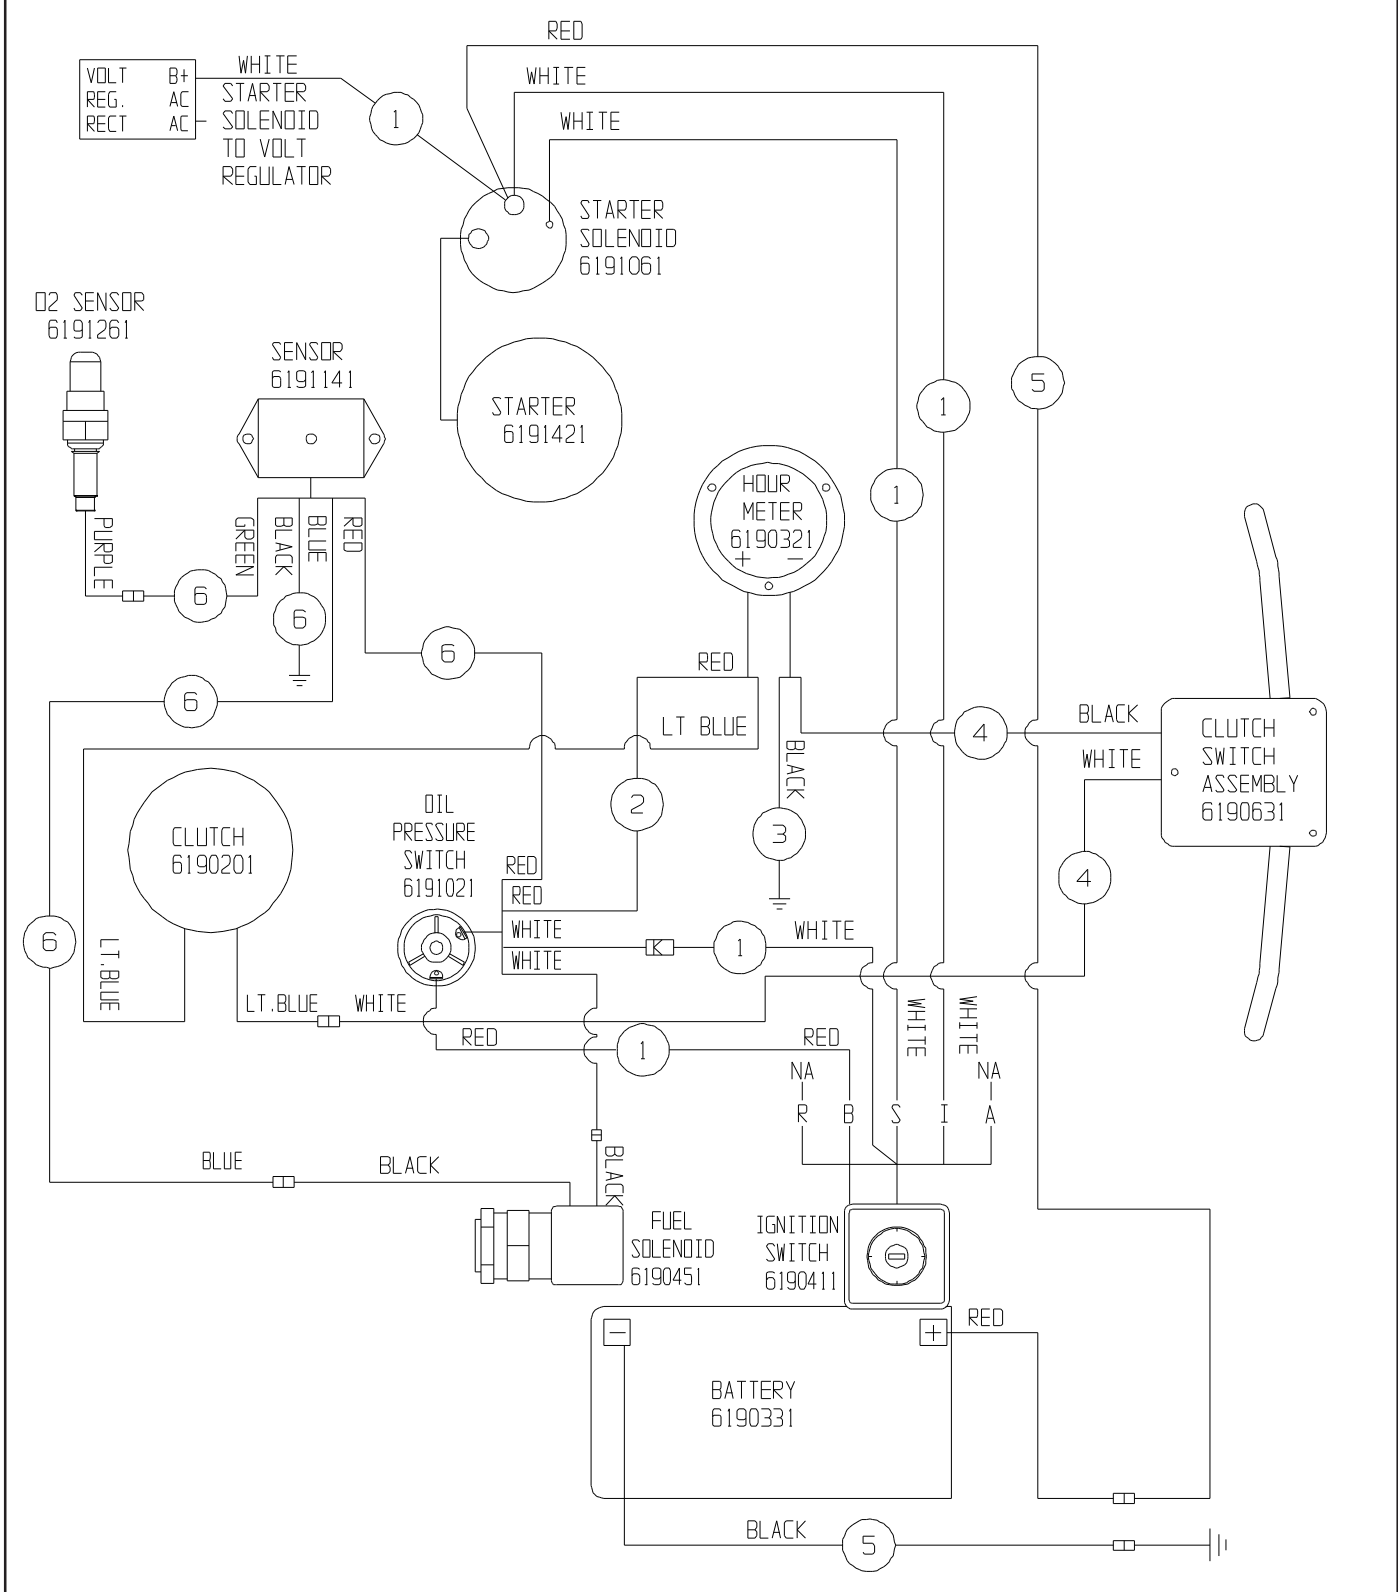 RED
WHITE
WHITE
VOLT B+
REG. AC
RECT AC
WHITE
STARTER
SOLENOID
TO VOLT
REGULATOR
1
STARTER
SOLENOID
6191061
O2 SENSOR
6191261
SENSOR
6191141
STARTER
6191421
5
1
1
HOUR
METER
6190321
+ −
PURPLE
GREEN
BLACK
BLUE
RED
6
6
6
6
RED
LT BLUE
BLACK
4
BLACK
WHITE
CLUTCH
SWITCH
ASSEMBLY
6190631
CLUTCH
6190201
OIL
PRESSURE
SWITCH
6191021
2
3
4
RED
RED
WHITE
WHITE
K
1
WHITE
6
LT.BLUE
LT.BLUE
WHITE
RED
1
RED
WHITE
WHITE
NA
NA
R B S I A
BLUE
BLACK
BLACK
FUEL
SOLENOID
6190451
IGNITION
SWITCH
6190411
− +
RED
BATTERY
6190331
BLACK
5